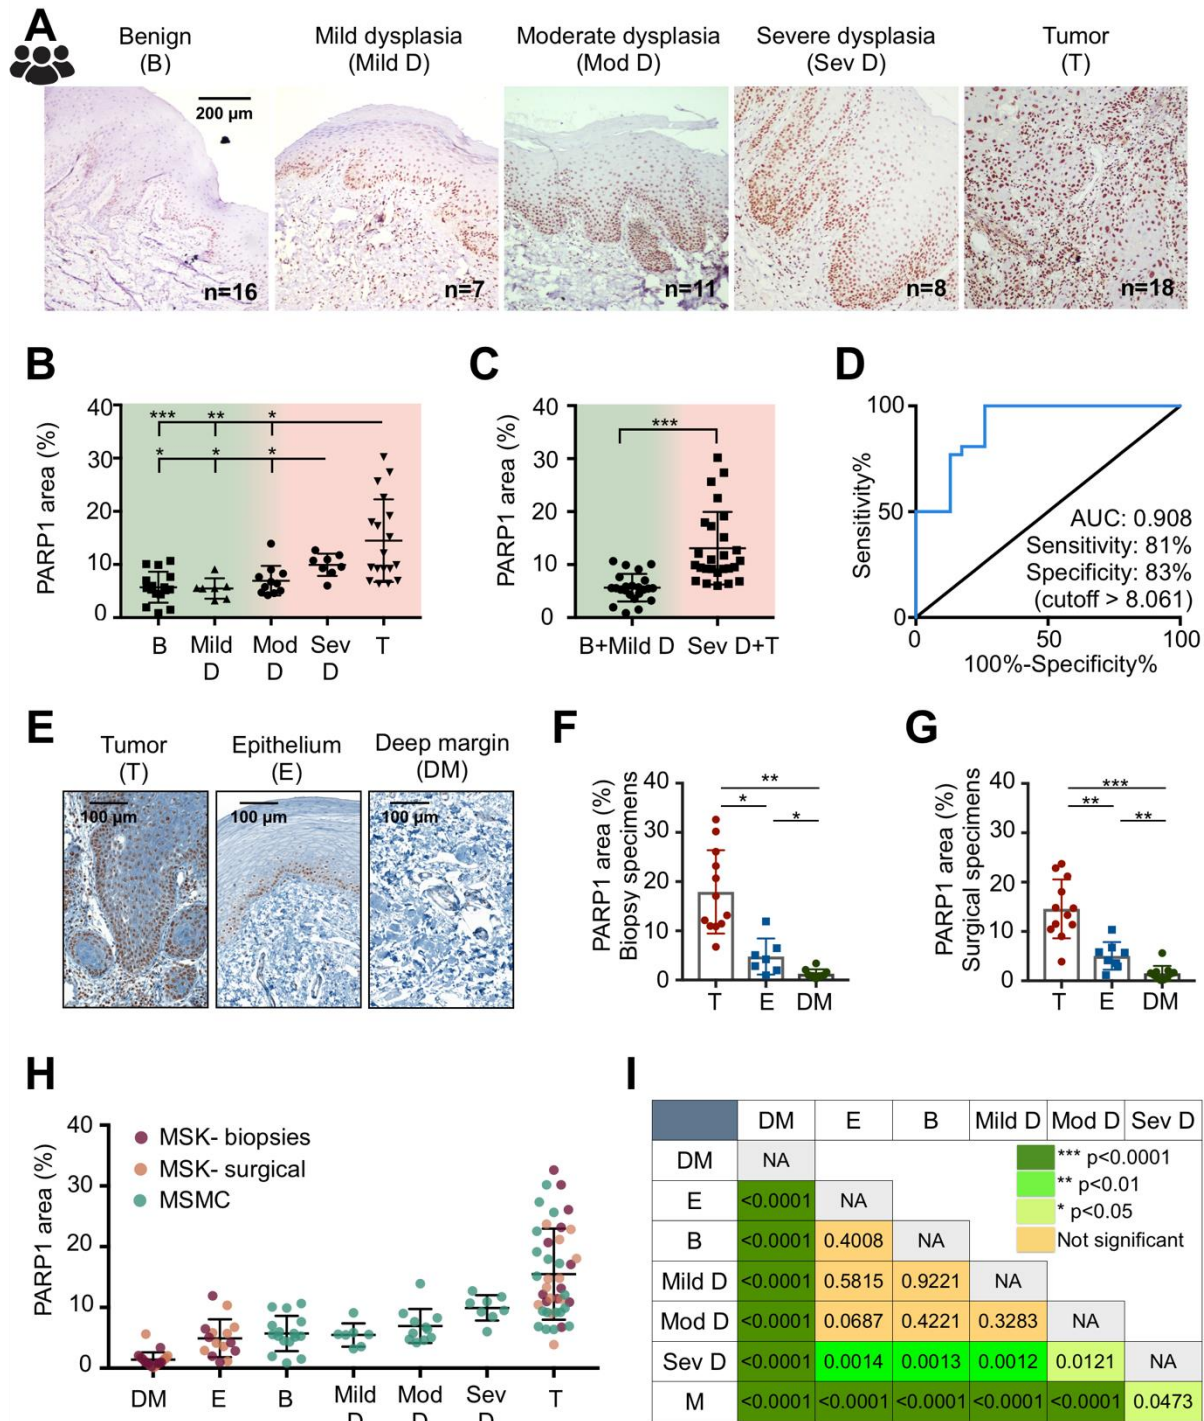 A
Benign
(B)
Mild dysplasia
(Mild D)
Moderate dysplasia
(Mod D)
Severe dysplasia
(Sev D)
Tumor
(T)
200 µm
n=16
n=7
n=11
n=8
n=18
B
PARP1 area (%)
40
30
20
10
0
*** ** *
* * *
B
Mild
D
Mod
D
Sev
D
T
C
PARP1 area (%)
40
30
20
10
0
***
B+Mild D
Sev D+T
D
Sensitivity%
100
50
0
AUC: 0.908
Sensitivity: 81%
Specificity: 83%
(cutoff > 8.061)
0 50 100
100%-Specificity%
E
Tumor
(T)
Epithelium
(E)
Deep margin
(DM)
100 µm
100 µm
100 µm
F
PARP1 area (%)
Biopsy specimens
40
30
20
10
0
**
*
*
T E DM
G
PARP1 area (%)
Surgical specimens
40
30
20
10
0
***
**
**
T E DM
H
PARP1 area (%)
40
30
20
10
0
MSK- biopsies
MSK- surgical
MSMC
DM
E
B
Mild
D
Mod
D
Sev
D
T
I
DM E B Mild D Mod D Sev D
DM NA
E <0.0001 NA
B <0.0001 0.4008 NA
Mild D <0.0001 0.5815 0.9221 NA
Mod D <0.0001 0.0687 0.4221 0.3283 NA
Sev D <0.0001 0.0014 0.0013 0.0012 0.0121 NA
M <0.0001 <0.0001 <0.0001 <0.0001 <0.0001 0.0473
*** p<0.0001
** p<0.01
* p<0.05
Not significant